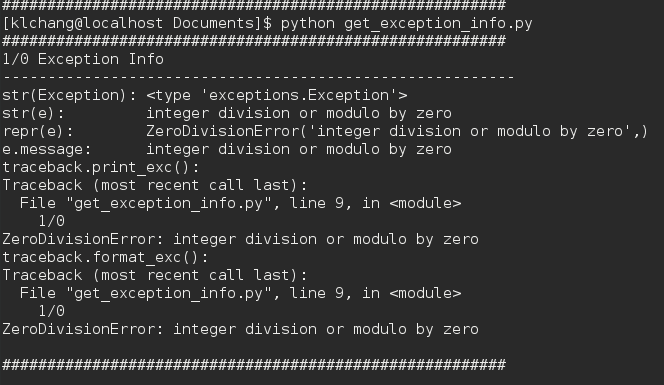 ########################################################
[klchang@localhost Documents]$ python get_exception_info.py
########################################################
1/0 Exception Info
---------------------------------------------------------
str(Exception): <type 'exceptions.Exception'>
str(e):         integer division or modulo by zero
repr(e):        ZeroDivisionError('integer division or modulo by zero',)
e.message:      integer division or modulo by zero
traceback.print_exc():
Traceback (most recent call last):
  File "get_exception_info.py", line 9, in <module>
    1/0
ZeroDivisionError: integer division or modulo by zero
traceback.format_exc():
Traceback (most recent call last):
  File "get_exception_info.py", line 9, in <module>
    1/0
ZeroDivisionError: integer division or modulo by zero

########################################################